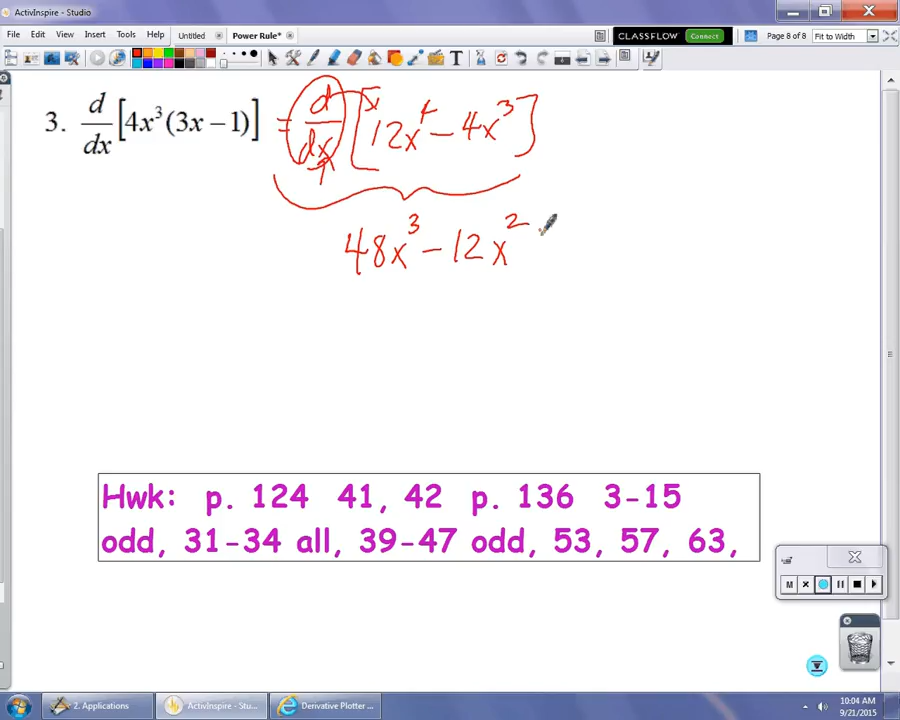 ActivInspire - Studio
File Edit View Insert Tools Help Untitled Power Rule* CLASSFLOW Connect Page 8 of 8 Fit to Width
3. d/dx [4x³(3x − 1)] = d/dx [12x⁴ − 4x³]
48x³ − 12x²
Hwk: p. 124 41, 42 p. 136 3-15
odd, 31-34 all, 39-47 odd, 53, 57, 63,
M
2. Applications ActivInspire - Stu... Derivative Plotter ... 10:04 AM
9/21/2015